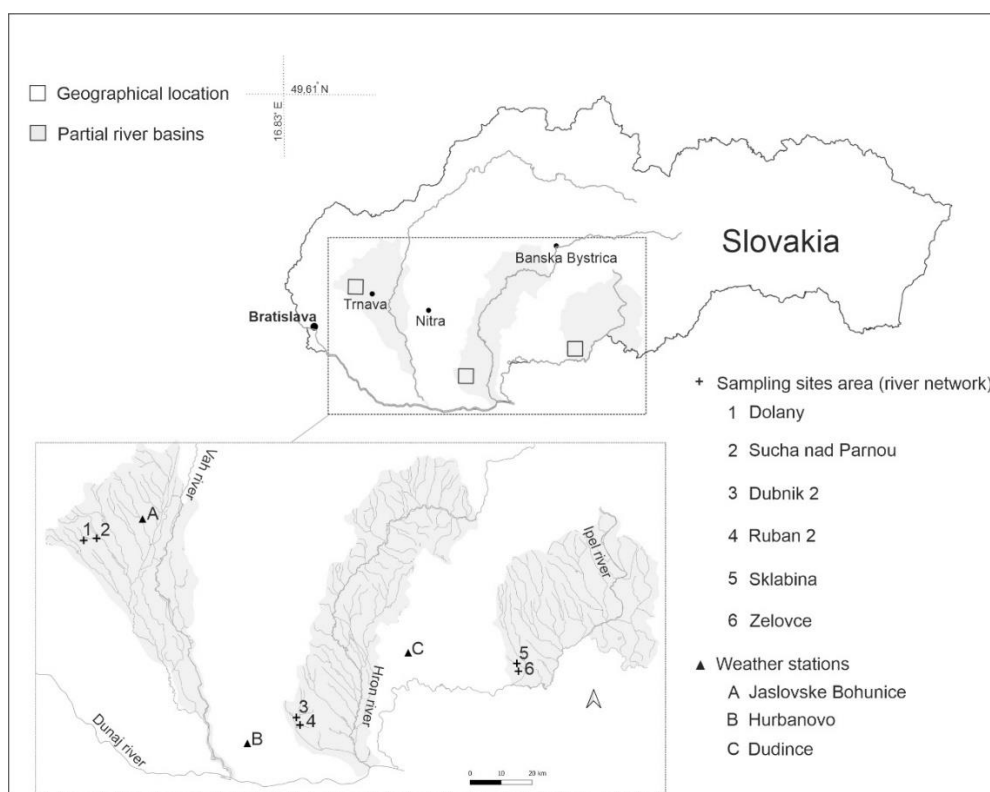 49,61° N
16.83° E
Geographical location
Partial river basins
Slovakia
Banska Bystrica
Trnava
Nitra
Bratislava
+ Sampling sites area (river network)
1 Dolany
2 Sucha nad Parnou
3 Dubnik 2
4 Ruban 2
5 Sklabina
6 Zelovce
▲ Weather stations
A Jaslovske Bohunice
B Hurbanovo
C Dudince
Vah river
A
1 2
Ipel river
C
5
6
Hron river
3
4
B
Dunaj river
0 10 20 km